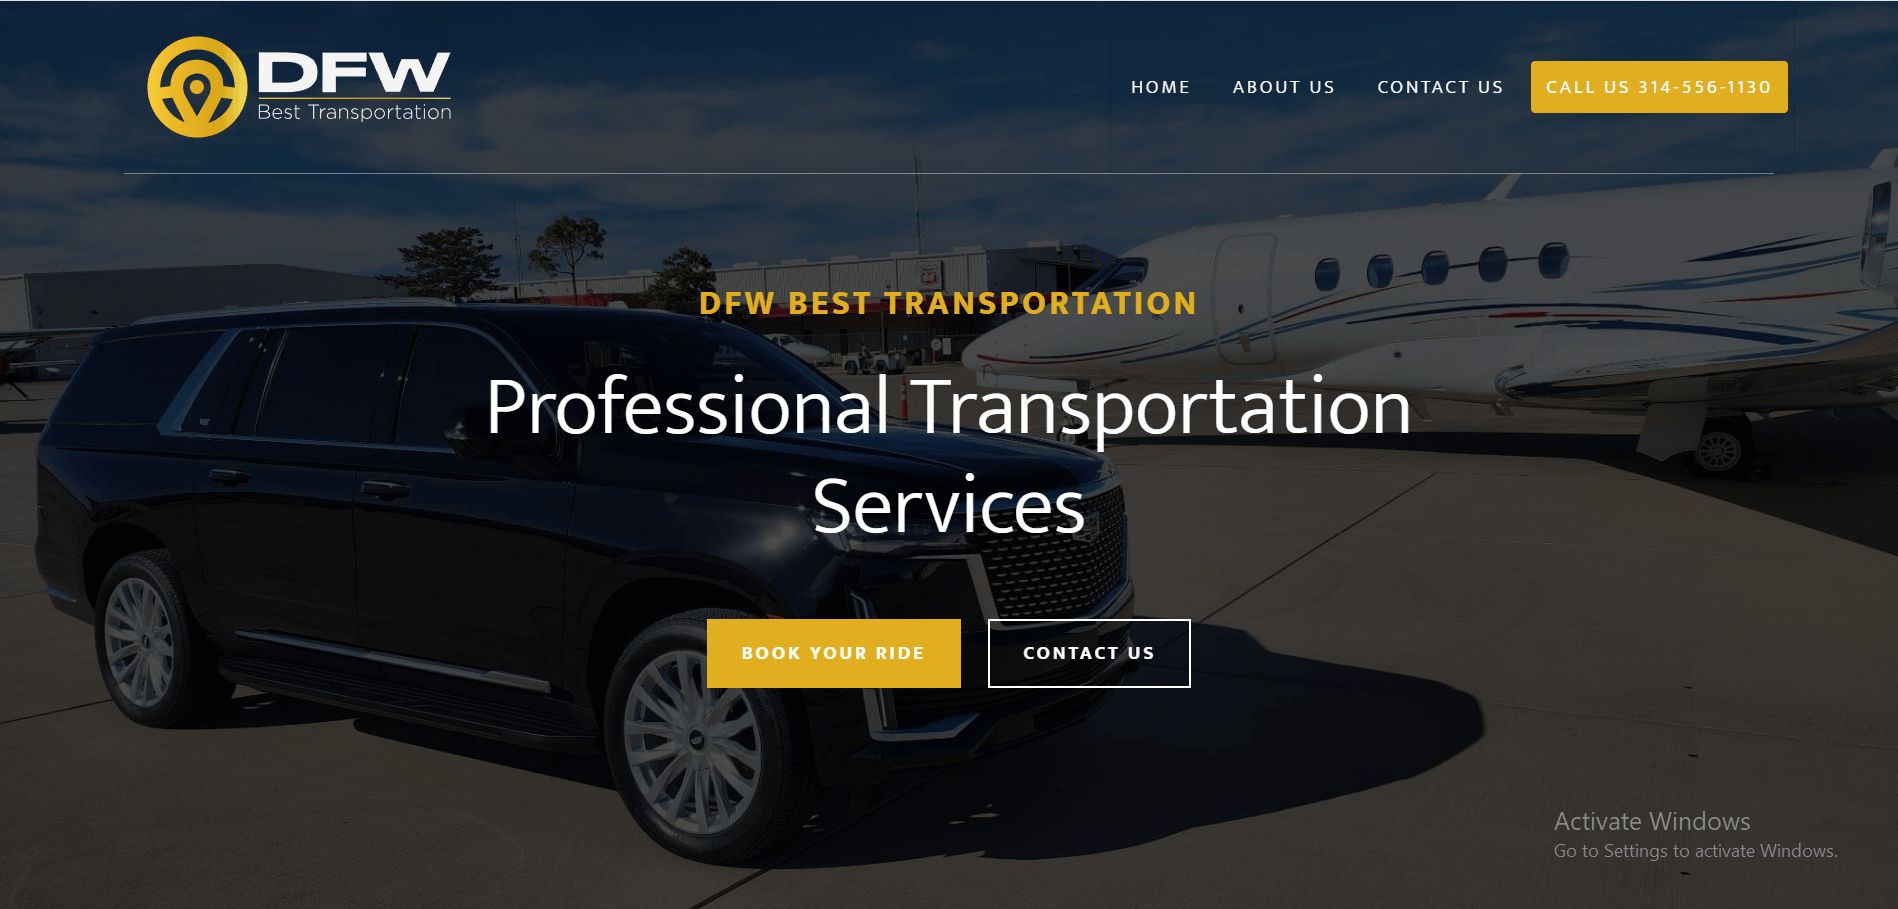 DFW
Best Transportation
HOME
ABOUT US
CONTACT US
CALL US 314-556-1130
DFW BEST TRANSPORTATION
Professional Transportation
Services
BOOK YOUR RIDE
CONTACT US
Activate Windows
Go to Settings to activate Windows.